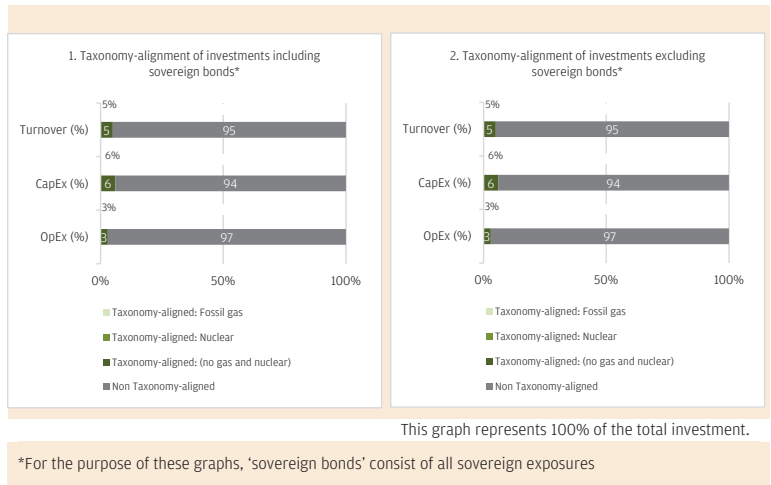 1. Taxonomy-alignment of investments including
sovereign bonds*
5%
Turnover (%)
5
95
6%
CapEx (%)
6
94
3%
OpEx (%)
3
97
0%
50%
100%
Taxonomy-aligned: Fossil gas
Taxonomy-aligned: Nuclear
Taxonomy-aligned: (no gas and nuclear)
Non Taxonomy-aligned
2. Taxonomy-alignment of investments excluding
sovereign bonds*
5%
Turnover (%)
5
95
6%
CapEx (%)
6
94
3%
OpEx (%)
3
97
0%
50%
100%
Taxonomy-aligned: Fossil gas
Taxonomy-aligned: Nuclear
Taxonomy-aligned: (no gas and nuclear)
Non Taxonomy-aligned
This graph represents 100% of the total investment.
*For the purpose of these graphs, ‘sovereign bonds’ consist of all sovereign exposures